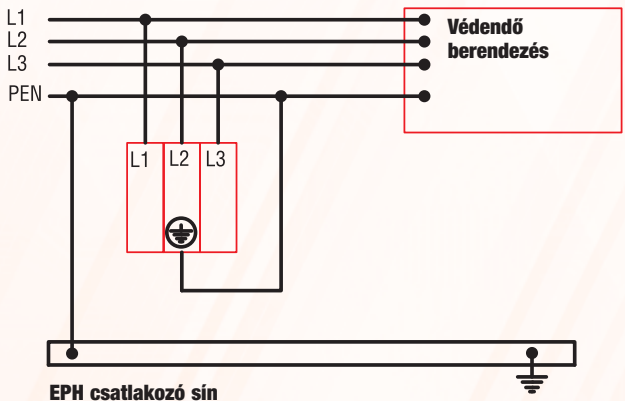 L1
L2
L3
PEN
Védendő
berendezés
L1 L2 L3
EPH csatlakozó sín